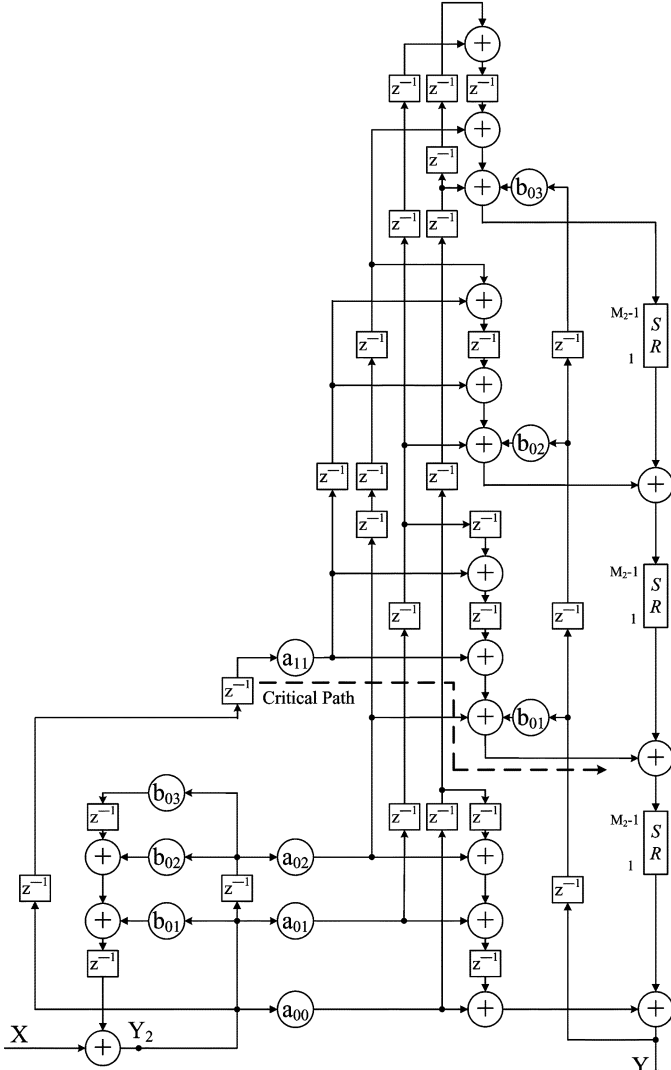 z⁻¹ z⁻¹ z⁻¹
+
+
z⁻¹
+ b₀₃
z⁻¹ z⁻¹
+
M₂-1
S
R
1
z⁻¹ z⁻¹ z⁻¹
+
+ b₀₂
z⁻¹ z⁻¹ z⁻¹
+
z⁻¹ z⁻¹
+
M₂-1
S
R
1
z⁻¹ z⁻¹ z⁻¹
a₁₁ +
z⁻¹
Critical Path
+ b₀₁
+
b₀₃
z⁻¹ z⁻¹ z⁻¹ z⁻¹
M₂-1
S
R
1
+ b₀₂ a₀₂ +
z⁻¹ z⁻¹ z⁻¹
+ b₀₁ a₀₁ +
z⁻¹ z⁻¹
a₀₀ + +
X + Y₂
Y